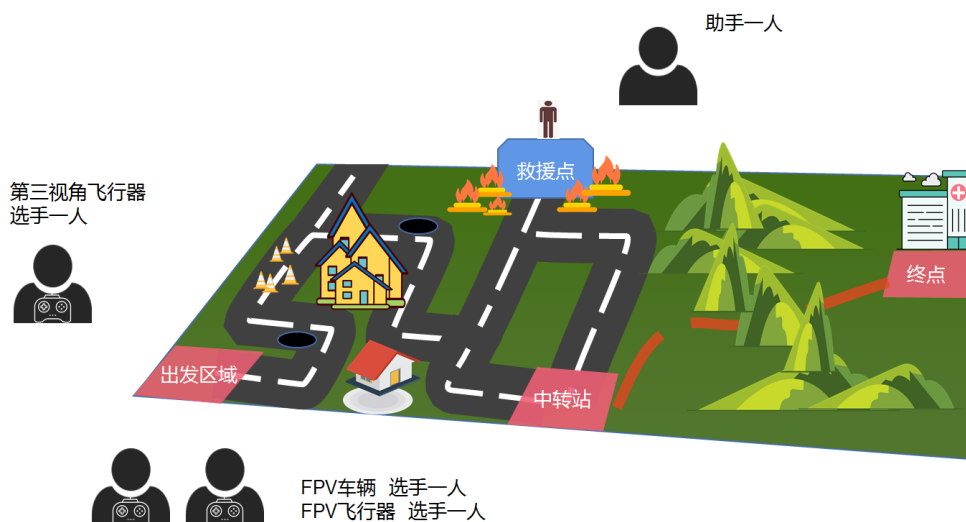 助手一人
救援点
第三视角飞行器
选手一人
终点
出发区域
中转站
FPV车辆 选手一人
FPV飞行器 选手一人